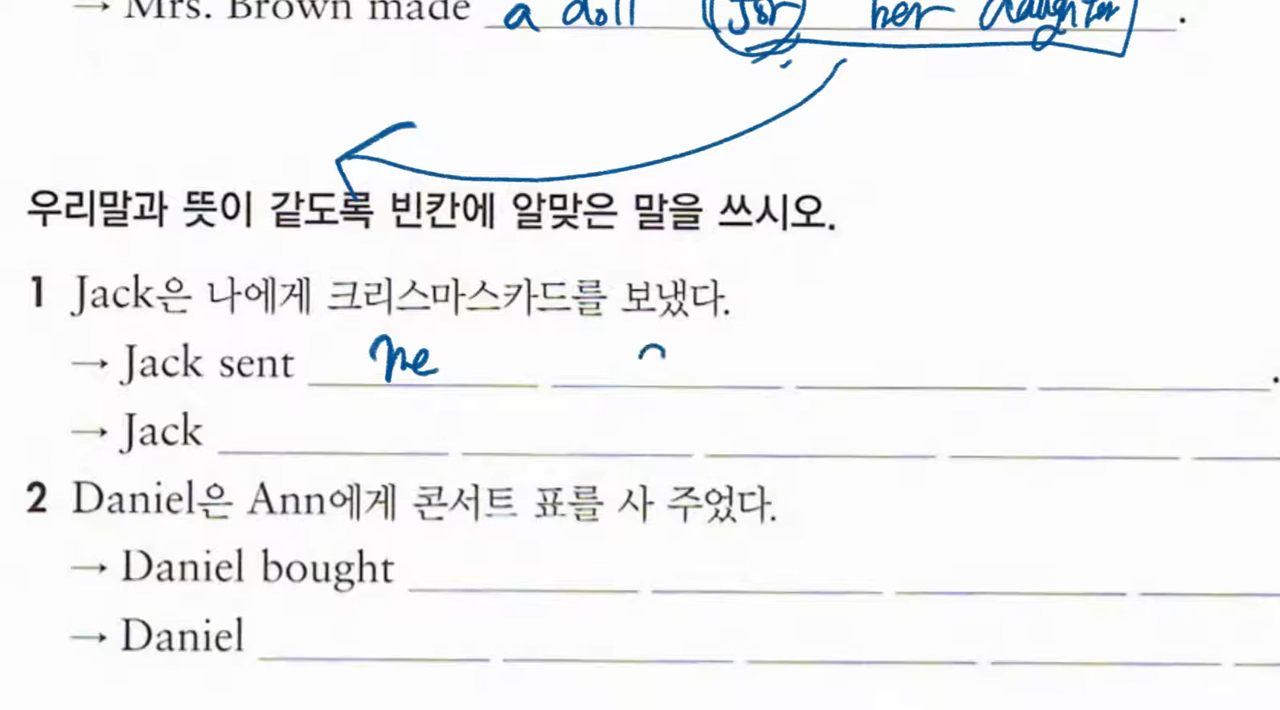 → Mrs. Brown made a doll for her daughter.
우리말과 뜻이 같도록 빈칸에 알맞은 말을 쓰시오.
1 Jack은 나에게 크리스마스카드를 보냈다.
→ Jack sent me .
→ Jack
2 Daniel은 Ann에게 콘서트 표를 사 주었다.
→ Daniel bought
→ Daniel